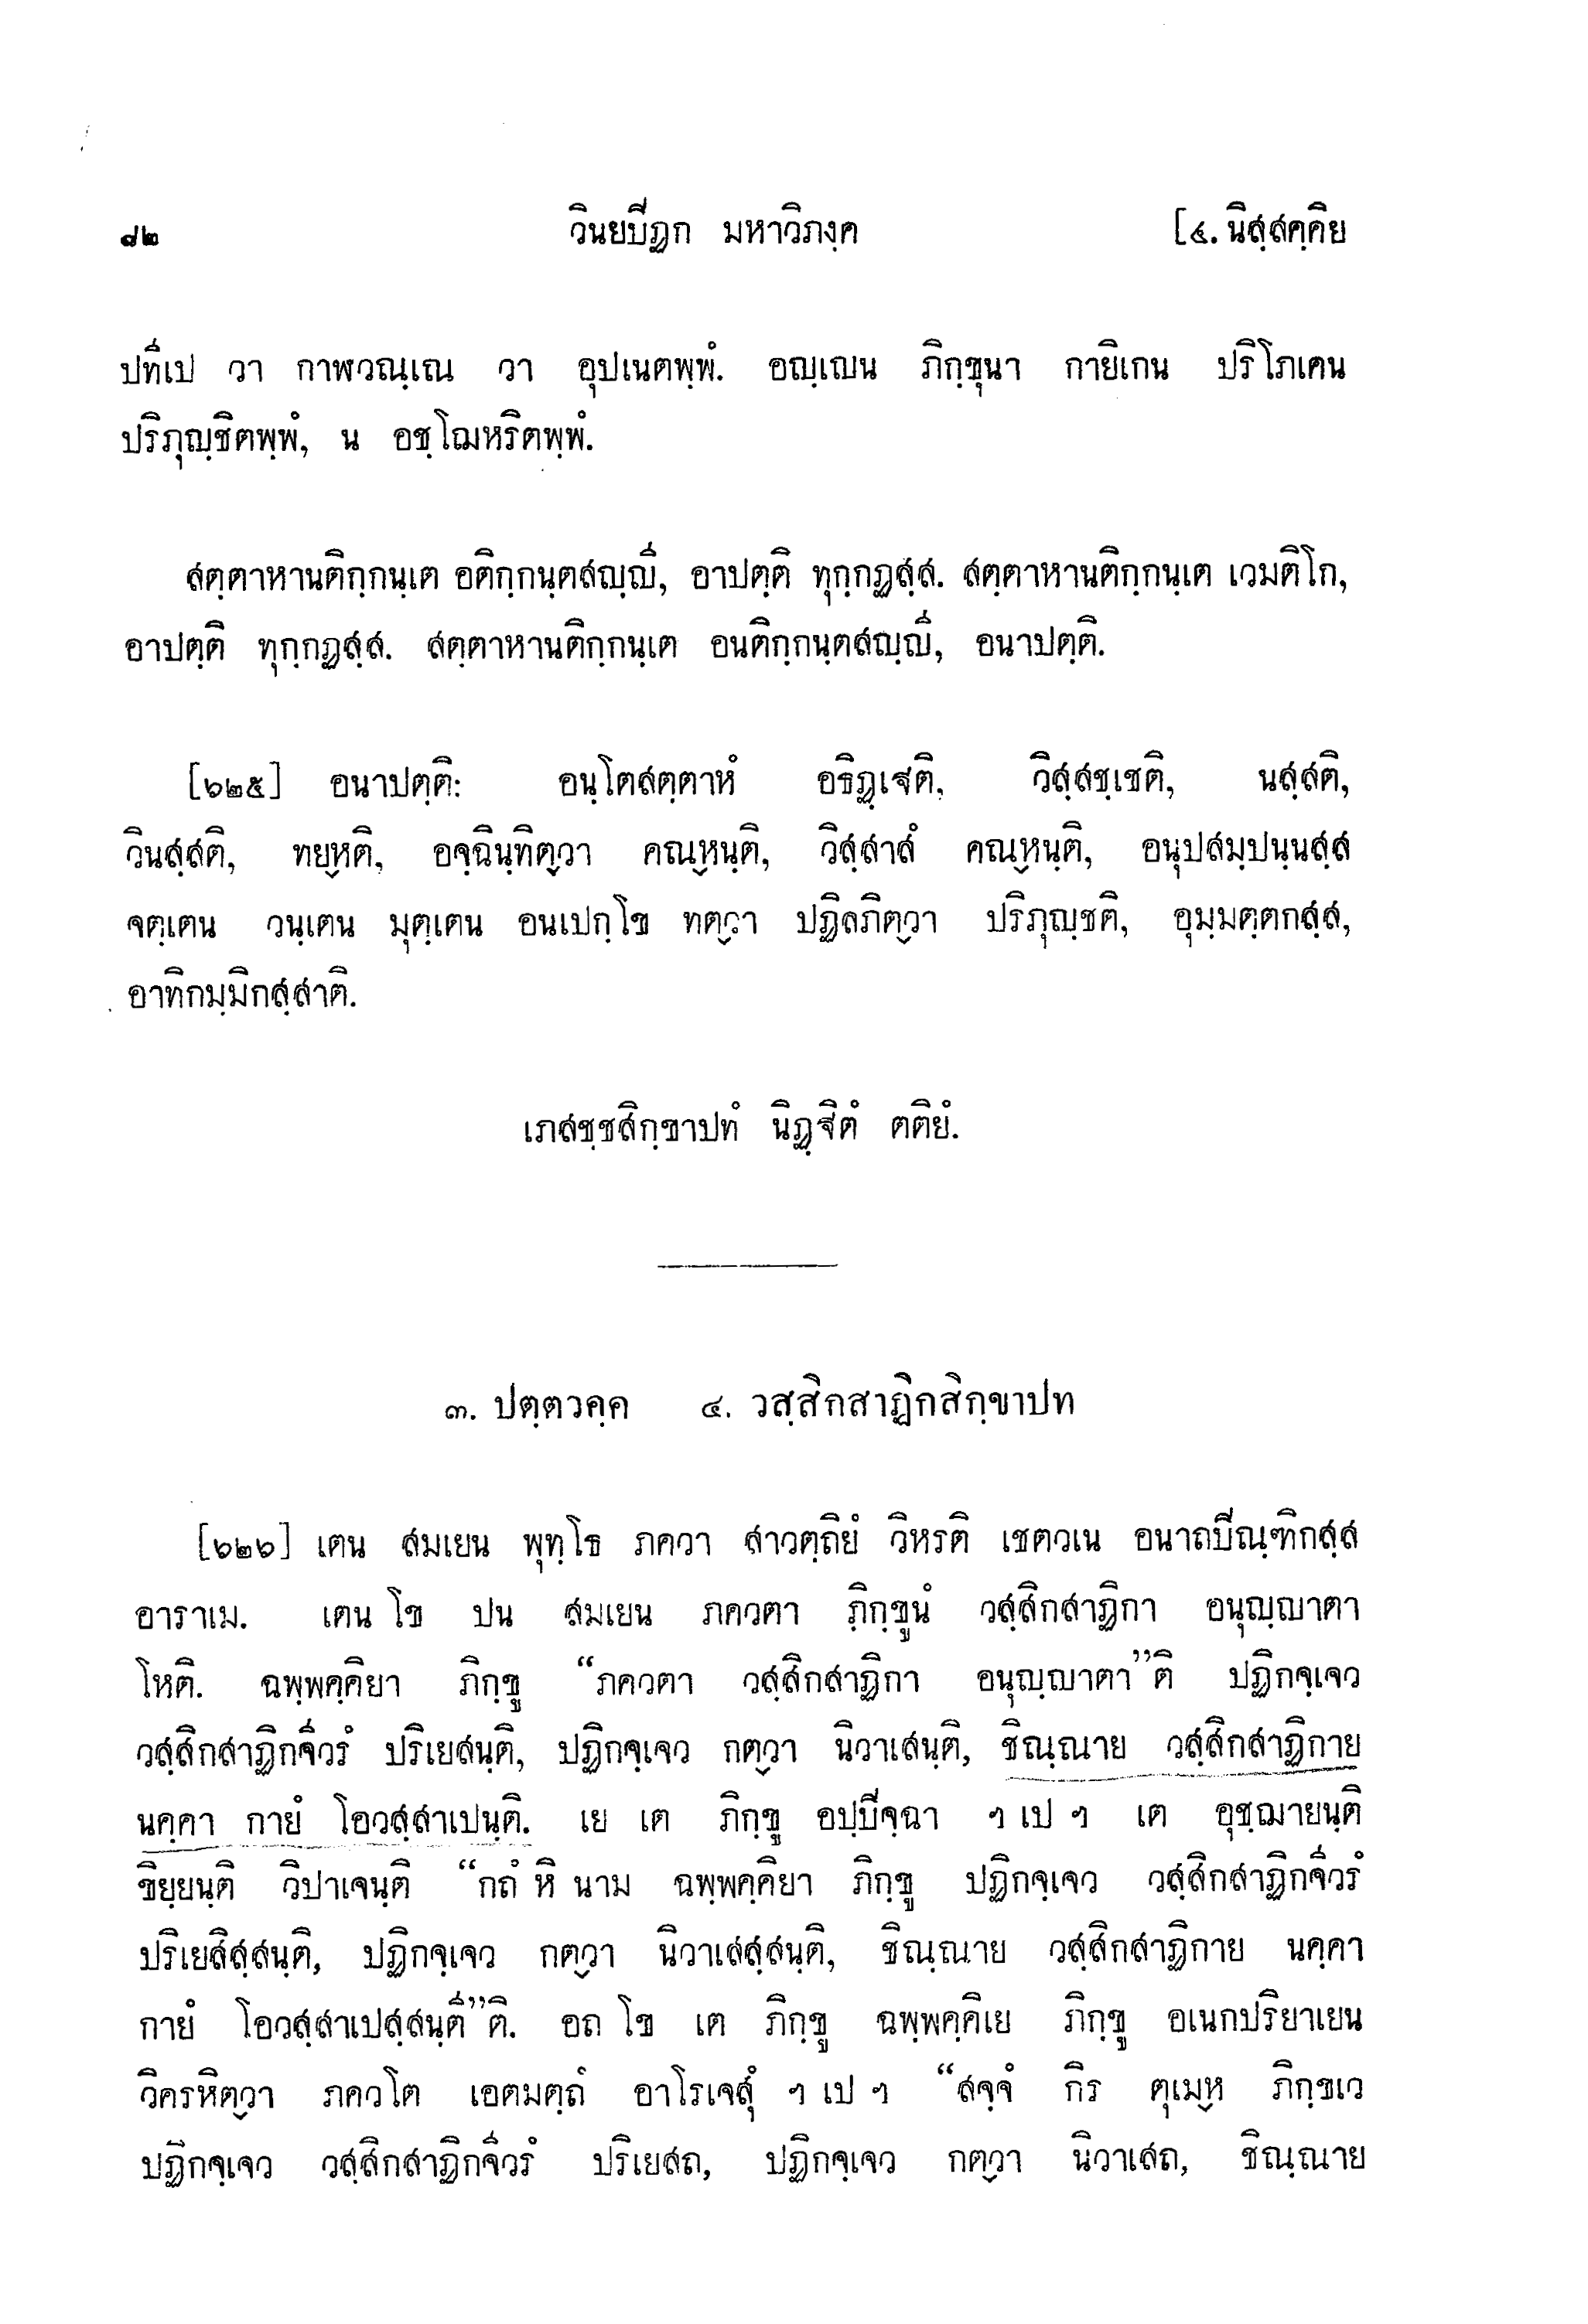 ๘๒ วินยปีฏก มหาวิภงฺค [๔. นิสฺสคฺคิย
ปทีเป วา กาฬวณฺเณ วา อุปเนตพฺพํ. อญฺเญน ภิกฺขุนา กายิเกน ปริโภเคน
ปริภุญฺชิตพฺพํ, น อชฺโฌหริตพฺพํ.
สตฺตาหานติกฺกนฺเต อติกฺกนฺตสญฺญี, อาปตฺติ ทุกฺกฏสฺส. สตฺตาหานติกฺกนฺเต เวมติโก,
อาปตฺติ ทุกฺกฏสฺส. สตฺตาหานติกฺกนฺเต อนติกฺกนฺตสญฺญี, อนาปตฺติ.
[๖๒๕] อนาปตฺติ: อนฺโตสตฺตาหํ อธิฏฺเฐติ, วิสฺสชฺเชติ, นสฺสติ,
วินสฺสติ, ทยฺหติ, อจฺฉินฺทิตฺวา คณฺหนฺติ, วิสฺสาสํ คณฺหนฺติ, อนุปสมฺปนฺนสฺส
จตฺเตน วนฺเตน มุตฺเตน อนเปกฺโข ทตฺวา ปฏิลภิตฺวา ปริภุญฺชติ, อุมฺมตฺตกสฺส,
อาทิกมฺมิกสฺสาติ.
เภสชฺชสิกฺขาปทํ นิฏฺฐิตํ ตติยํ.
๓. ปตฺตวคฺค ๔. วสฺสิกสาฏิกสิกฺขาปท
[๖๒๖] เตน สมเยน พุทฺโธ ภควา สาวตฺถิยํ วิหรติ เชตวเน อนาถปิณฺฑิกสฺส
อาราเม. เตน โข ปน สมเยน ภควตา ภิกฺขูนํ วสฺสิกสาฏิกา อนุญฺญาตา
โหติ. ฉพฺพคฺคิยา ภิกฺขู “ภควตา วสฺสิกสาฏิกา อนุญฺญาตา”ติ ปฏิกจฺเจว
วสฺสิกสาฏิกจีวรํ ปริเยสนฺติ, ปฏิกจฺเจว กตฺวา นิวาเสนฺติ, ชิณฺณาย วสฺสิกสาฏิกาย
นคฺคา กายํ โอวสฺสาเปนฺติ. เย เต ภิกฺขู อปฺปิจฺฉา ฯ เป ฯ เต อุชฺฌายนฺติ
ขิยฺยนฺติ วิปาเจนฺติ “กถํ หิ นาม ฉพฺพคฺคิยา ภิกฺขู ปฏิกจฺเจว วสฺสิกสาฏิกจีวรํ
ปริเยสิสฺสนฺติ, ปฏิกจฺเจว กตฺวา นิวาเสสฺสนฺติ, ชิณฺณาย วสฺสิกสาฏิกาย นคฺคา
กายํ โอวสฺสาเปสฺสนฺตี”ติ. อถ โข เต ภิกฺขู ฉพฺพคฺคิเย ภิกฺขู อเนกปริยาเยน
วิครหิตฺวา ภควโต เอตมตฺถํ อาโรเจสุํ ฯ เป ฯ “สจฺจํ กิร ตุเมฺห ภิกฺขเว
ปฏิกจฺเจว วสฺสิกสาฏิกจีวรํ ปริเยสถ, ปฏิกจฺเจว กตฺวา นิวาเสถ, ชิณฺณาย